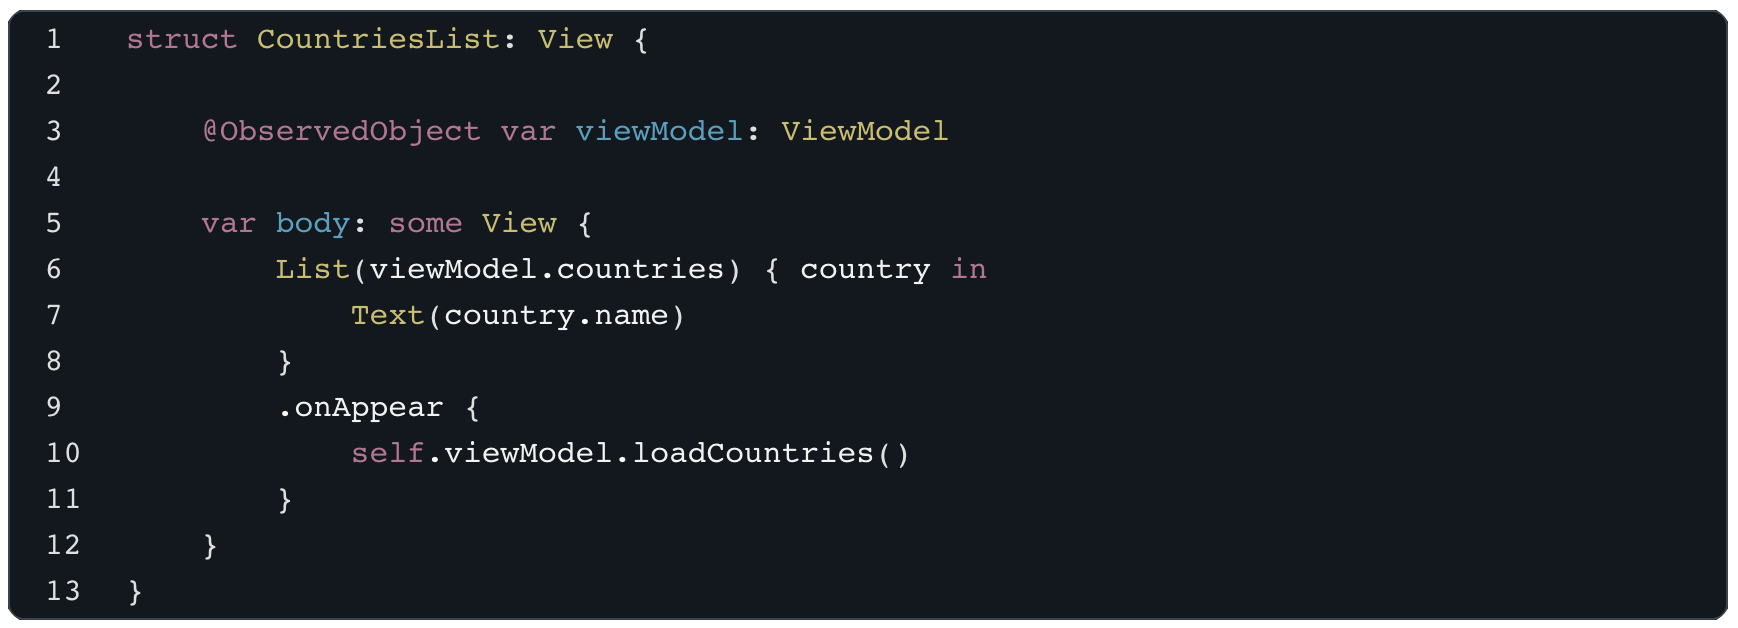 1 struct CountriesList: View {
2
3     @ObservedObject var viewModel: ViewModel
4
5     var body: some View {
6         List(viewModel.countries) { country in
7             Text(country.name)
8         }
9         .onAppear {
10             self.viewModel.loadCountries()
11         }
12     }
13 }